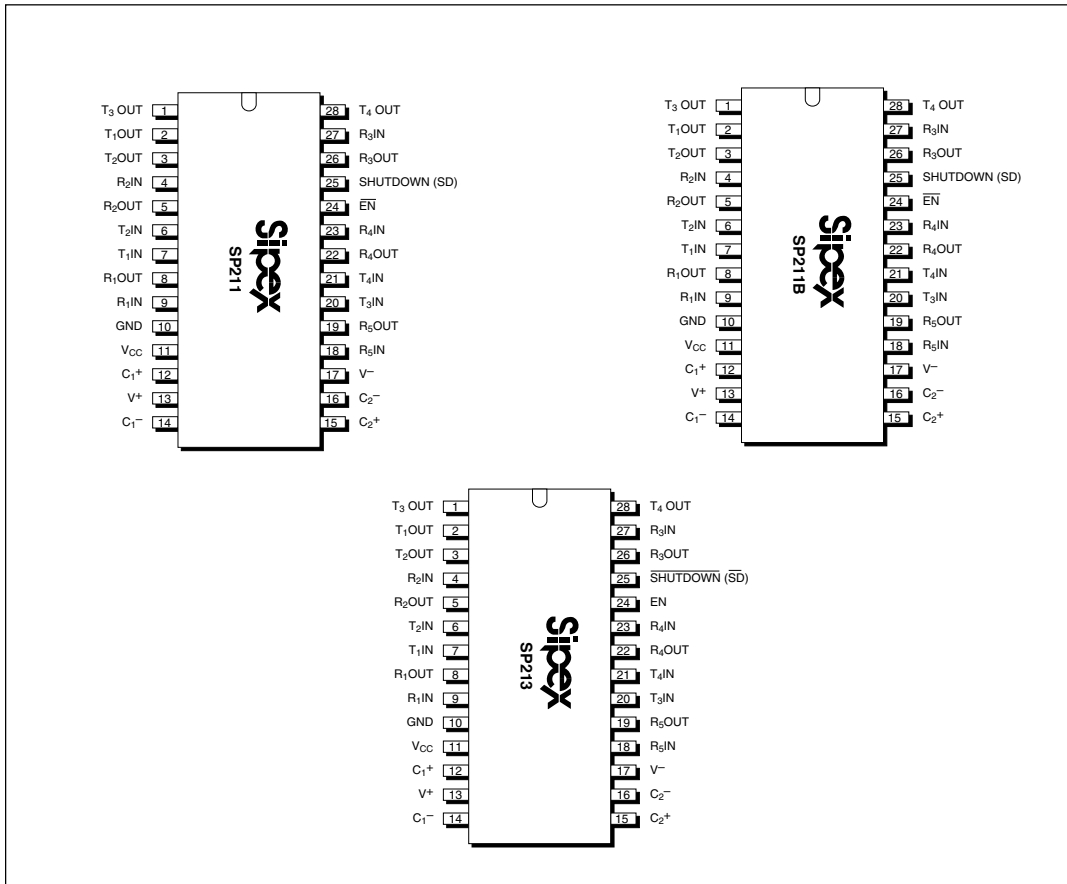 T3 OUT 1 28 T4 OUT
T1OUT 2 27 R3IN
T2OUT 3 26 R3OUT
R2IN 4 25 SHUTDOWN (SD)
R2OUT 5 24 E̅N̅
T2IN 6 23 R4IN
T1IN 7 22 R4OUT
R1OUT 8 21 T4IN
R1IN 9 20 T3IN
GND 10 19 R5OUT
VCC 11 18 R5IN
C1+ 12 17 V−
V+ 13 16 C2−
C1− 14 15 C2+
Sipex
SP211
T3 OUT 1 28 T4 OUT
T1OUT 2 27 R3IN
T2OUT 3 26 R3OUT
R2IN 4 25 SHUTDOWN (SD)
R2OUT 5 24 E̅N̅
T2IN 6 23 R4IN
T1IN 7 22 R4OUT
R1OUT 8 21 T4IN
R1IN 9 20 T3IN
GND 10 19 R5OUT
VCC 11 18 R5IN
C1+ 12 17 V−
V+ 13 16 C2−
C1− 14 15 C2+
Sipex
SP211B
T3 OUT 1 28 T4 OUT
T1OUT 2 27 R3IN
T2OUT 3 26 R3OUT
R2IN 4 25 S̅H̅U̅T̅D̅O̅W̅N̅ (S̅D̅)
R2OUT 5 24 EN
T2IN 6 23 R4IN
T1IN 7 22 R4OUT
R1OUT 8 21 T4IN
R1IN 9 20 T3IN
GND 10 19 R5OUT
VCC 11 18 R5IN
C1+ 12 17 V−
V+ 13 16 C2−
C1− 14 15 C2+
Sipex
SP213